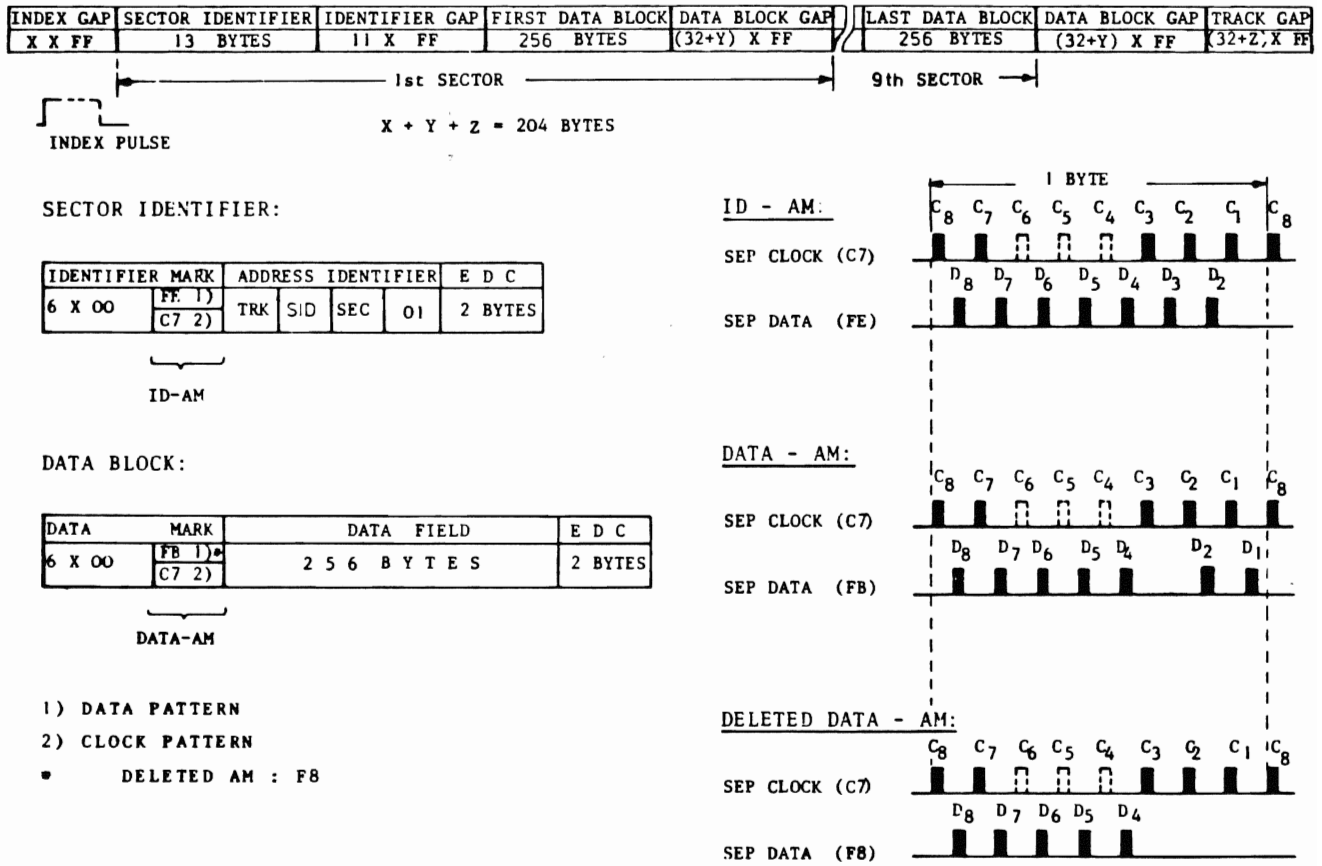 INDEX GAP SECTOR IDENTIFIER IDENTIFIER GAP FIRST DATA BLOCK DATA BLOCK GAP LAST DATA BLOCK DATA BLOCK GAP TRACK GAP
X X FF 13 BYTES 11 X FF 256 BYTES (32+Y) X FF 256 BYTES (32+Y) X FF (32+Z) X FF
1st SECTOR 9th SECTOR
X + Y + Z = 204 BYTES
INDEX PULSE
SECTOR IDENTIFIER:
IDENTIFIER MARK ADDRESS IDENTIFIER E D C
6 X 00 FE 1) TRK SID SEC 01 2 BYTES
C7 2)
ID-AM
DATA BLOCK:
DATA MARK DATA FIELD E D C
6 X 00 FB 1)* 2 5 6 B Y T E S 2 BYTES
C7 2)
DATA-AM
1) DATA PATTERN
2) CLOCK PATTERN
* DELETED AM : F8
1 BYTE
ID - AM:
C8 C7 C6 C5 C4 C3 C2 C1 C8
SEP CLOCK (C7)
D8 D7 D6 D5 D4 D3 D2
SEP DATA (FE)
DATA - AM:
C8 C7 C6 C5 C4 C3 C2 C1 C8
SEP CLOCK (C7)
D8 D7 D6 D5 D4 D2 D1
SEP DATA (FB)
DELETED DATA - AM:
C8 C7 C6 C5 C4 C3 C2 C1 C8
SEP CLOCK (C7)
D8 D7 D6 D5 D4
SEP DATA (F8)